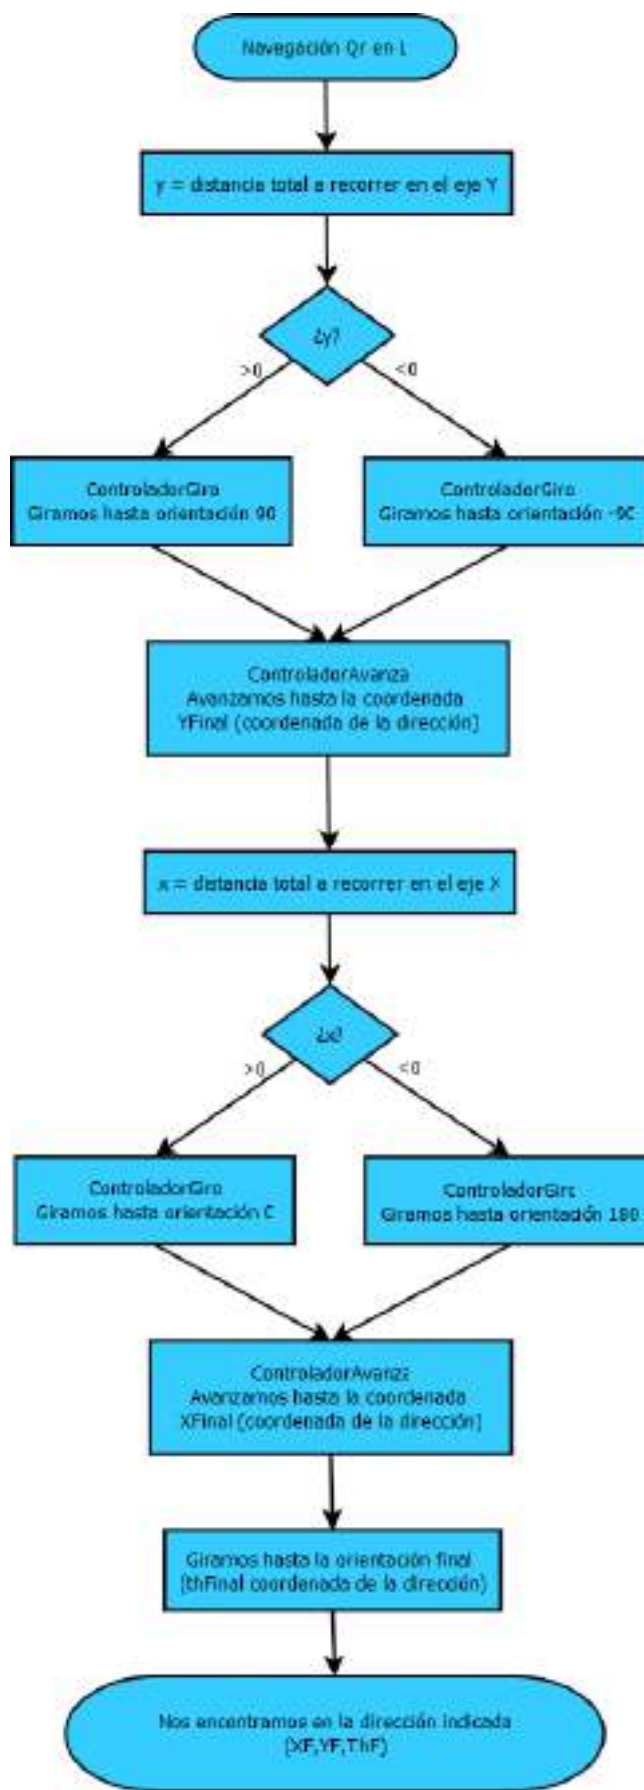 Navegación Qr en L
y = distancia total a recorrer en el eje Y
¿y?
>0
<0
ControladorGiro
Giramos hasta orientación 90
ControladorGiro
Giramos hasta orientación -90
ControladorAvanza
Avanzamos hasta la coordenada
YFinal (coordenada de la dirección)
x = distancia total a recorrer en el eje X
¿x?
>0
<0
ControladorGiro
Giramos hasta orientación 0
ControladorGiro
Giramos hasta orientación 180
ControladorAvanza
Avanzamos hasta la coordenada
XFinal (coordenada de la dirección)
Giramos hasta la orientación final
(thFinal coordenada de la dirección)
Nos encontramos en la dirección indicada
(XF,YF,ThF)